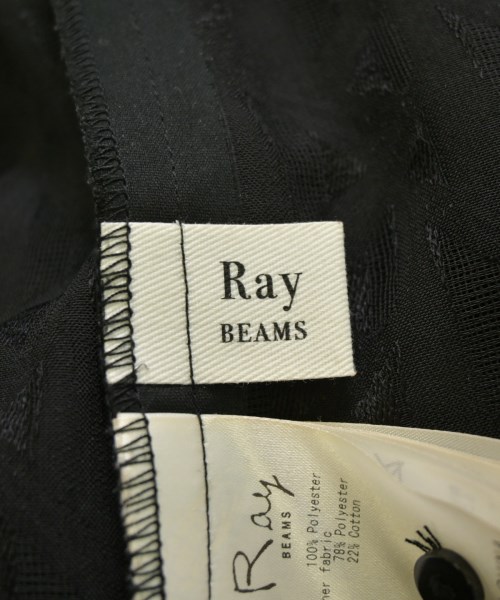 Ray
BEAMS
Ray
BEAMS
100% Polyester
her fabric
78% Polyester
22% Cotton